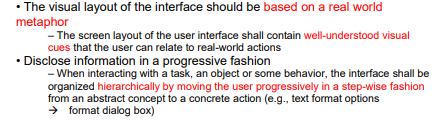 • The visual layout of the interface should be based on a real world
metaphor
– The screen layout of the user interface shall contain well-understood visual
cues that the user can relate to real-world actions
• Disclose information in a progressive fashion
– When interacting with a task, an object or some behavior, the interface shall be
organized hierarchically by moving the user progressively in a step-wise fashion
from an abstract concept to a concrete action (e.g., text format options
→ format dialog box)